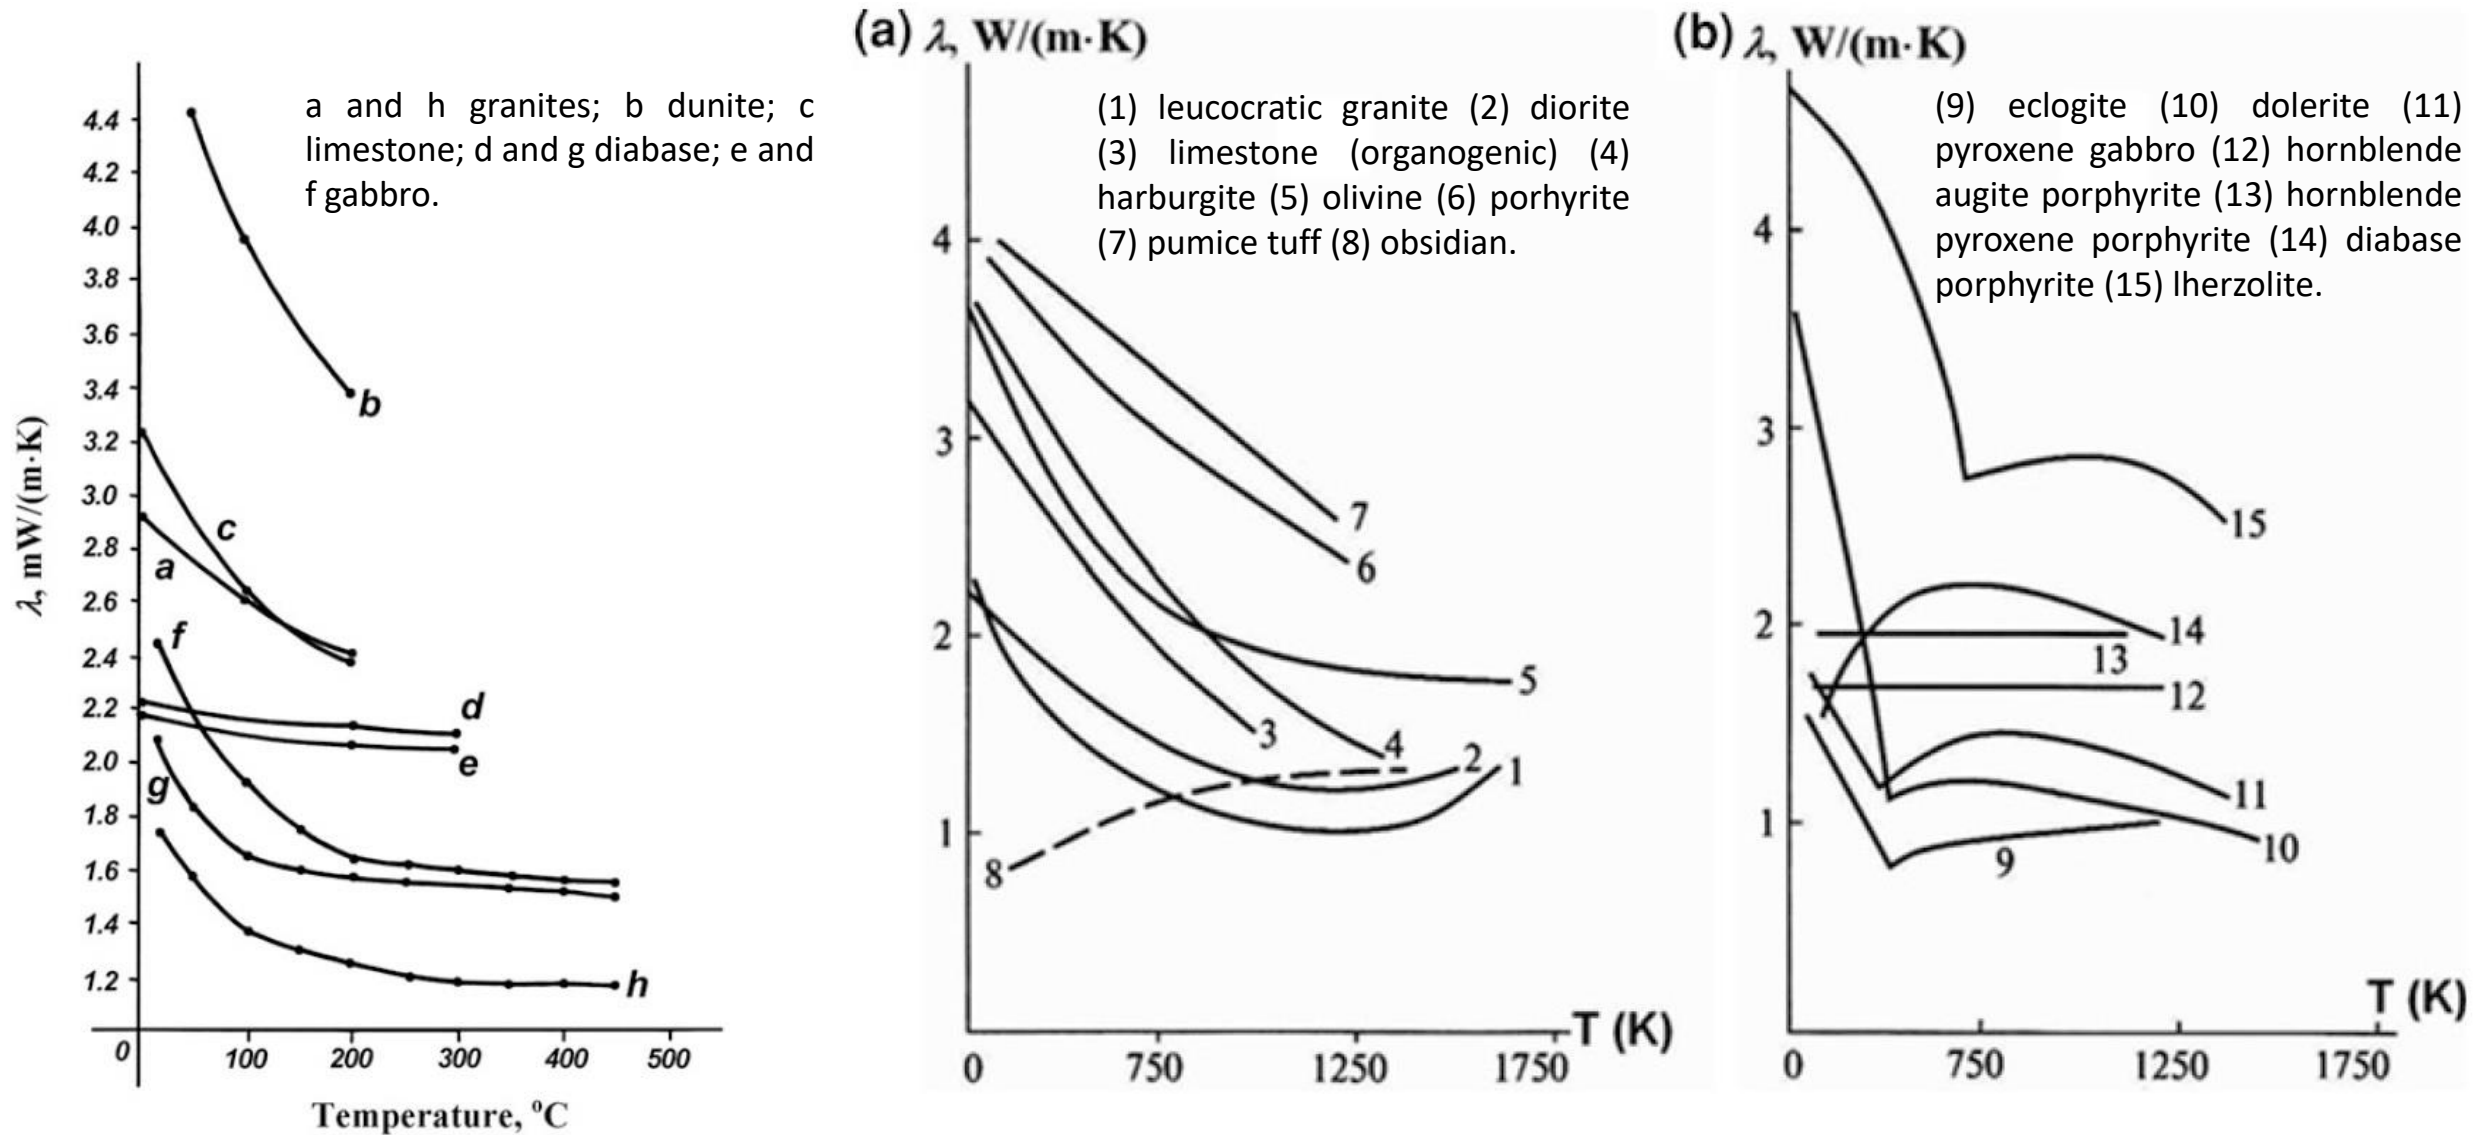 λ, mW/(m·K)
4.4
4.2
4.0
3.8
3.6
3.4
3.2
3.0
2.8
2.6
2.4
2.2
2.0
1.8
1.6
1.4
1.2
0
100
200
300
400
500
Temperature, °C
a and h granites; b dunite; c
limestone; d and g diabase; e and
f gabbro.
b
c
a
f
d
e
g
h
(a) λ, W/(m·K)
(1) leucocratic granite (2) diorite
(3) limestone (organogenic) (4)
harburgite (5) olivine (6) porhyrite
(7) pumice tuff (8) obsidian.
4
3
2
1
7
6
5
3
4
2
1
8
T (K)
0
750
1250
1750
(b) λ, W/(m·K)
(9) eclogite (10) dolerite (11)
pyroxene gabbro (12) hornblende
augite porphyrite (13) hornblende
pyroxene porphyrite (14) diabase
porphyrite (15) lherzolite.
4
3
2
1
15
14
13
12
11
10
9
T (K)
0
750
1250
1750